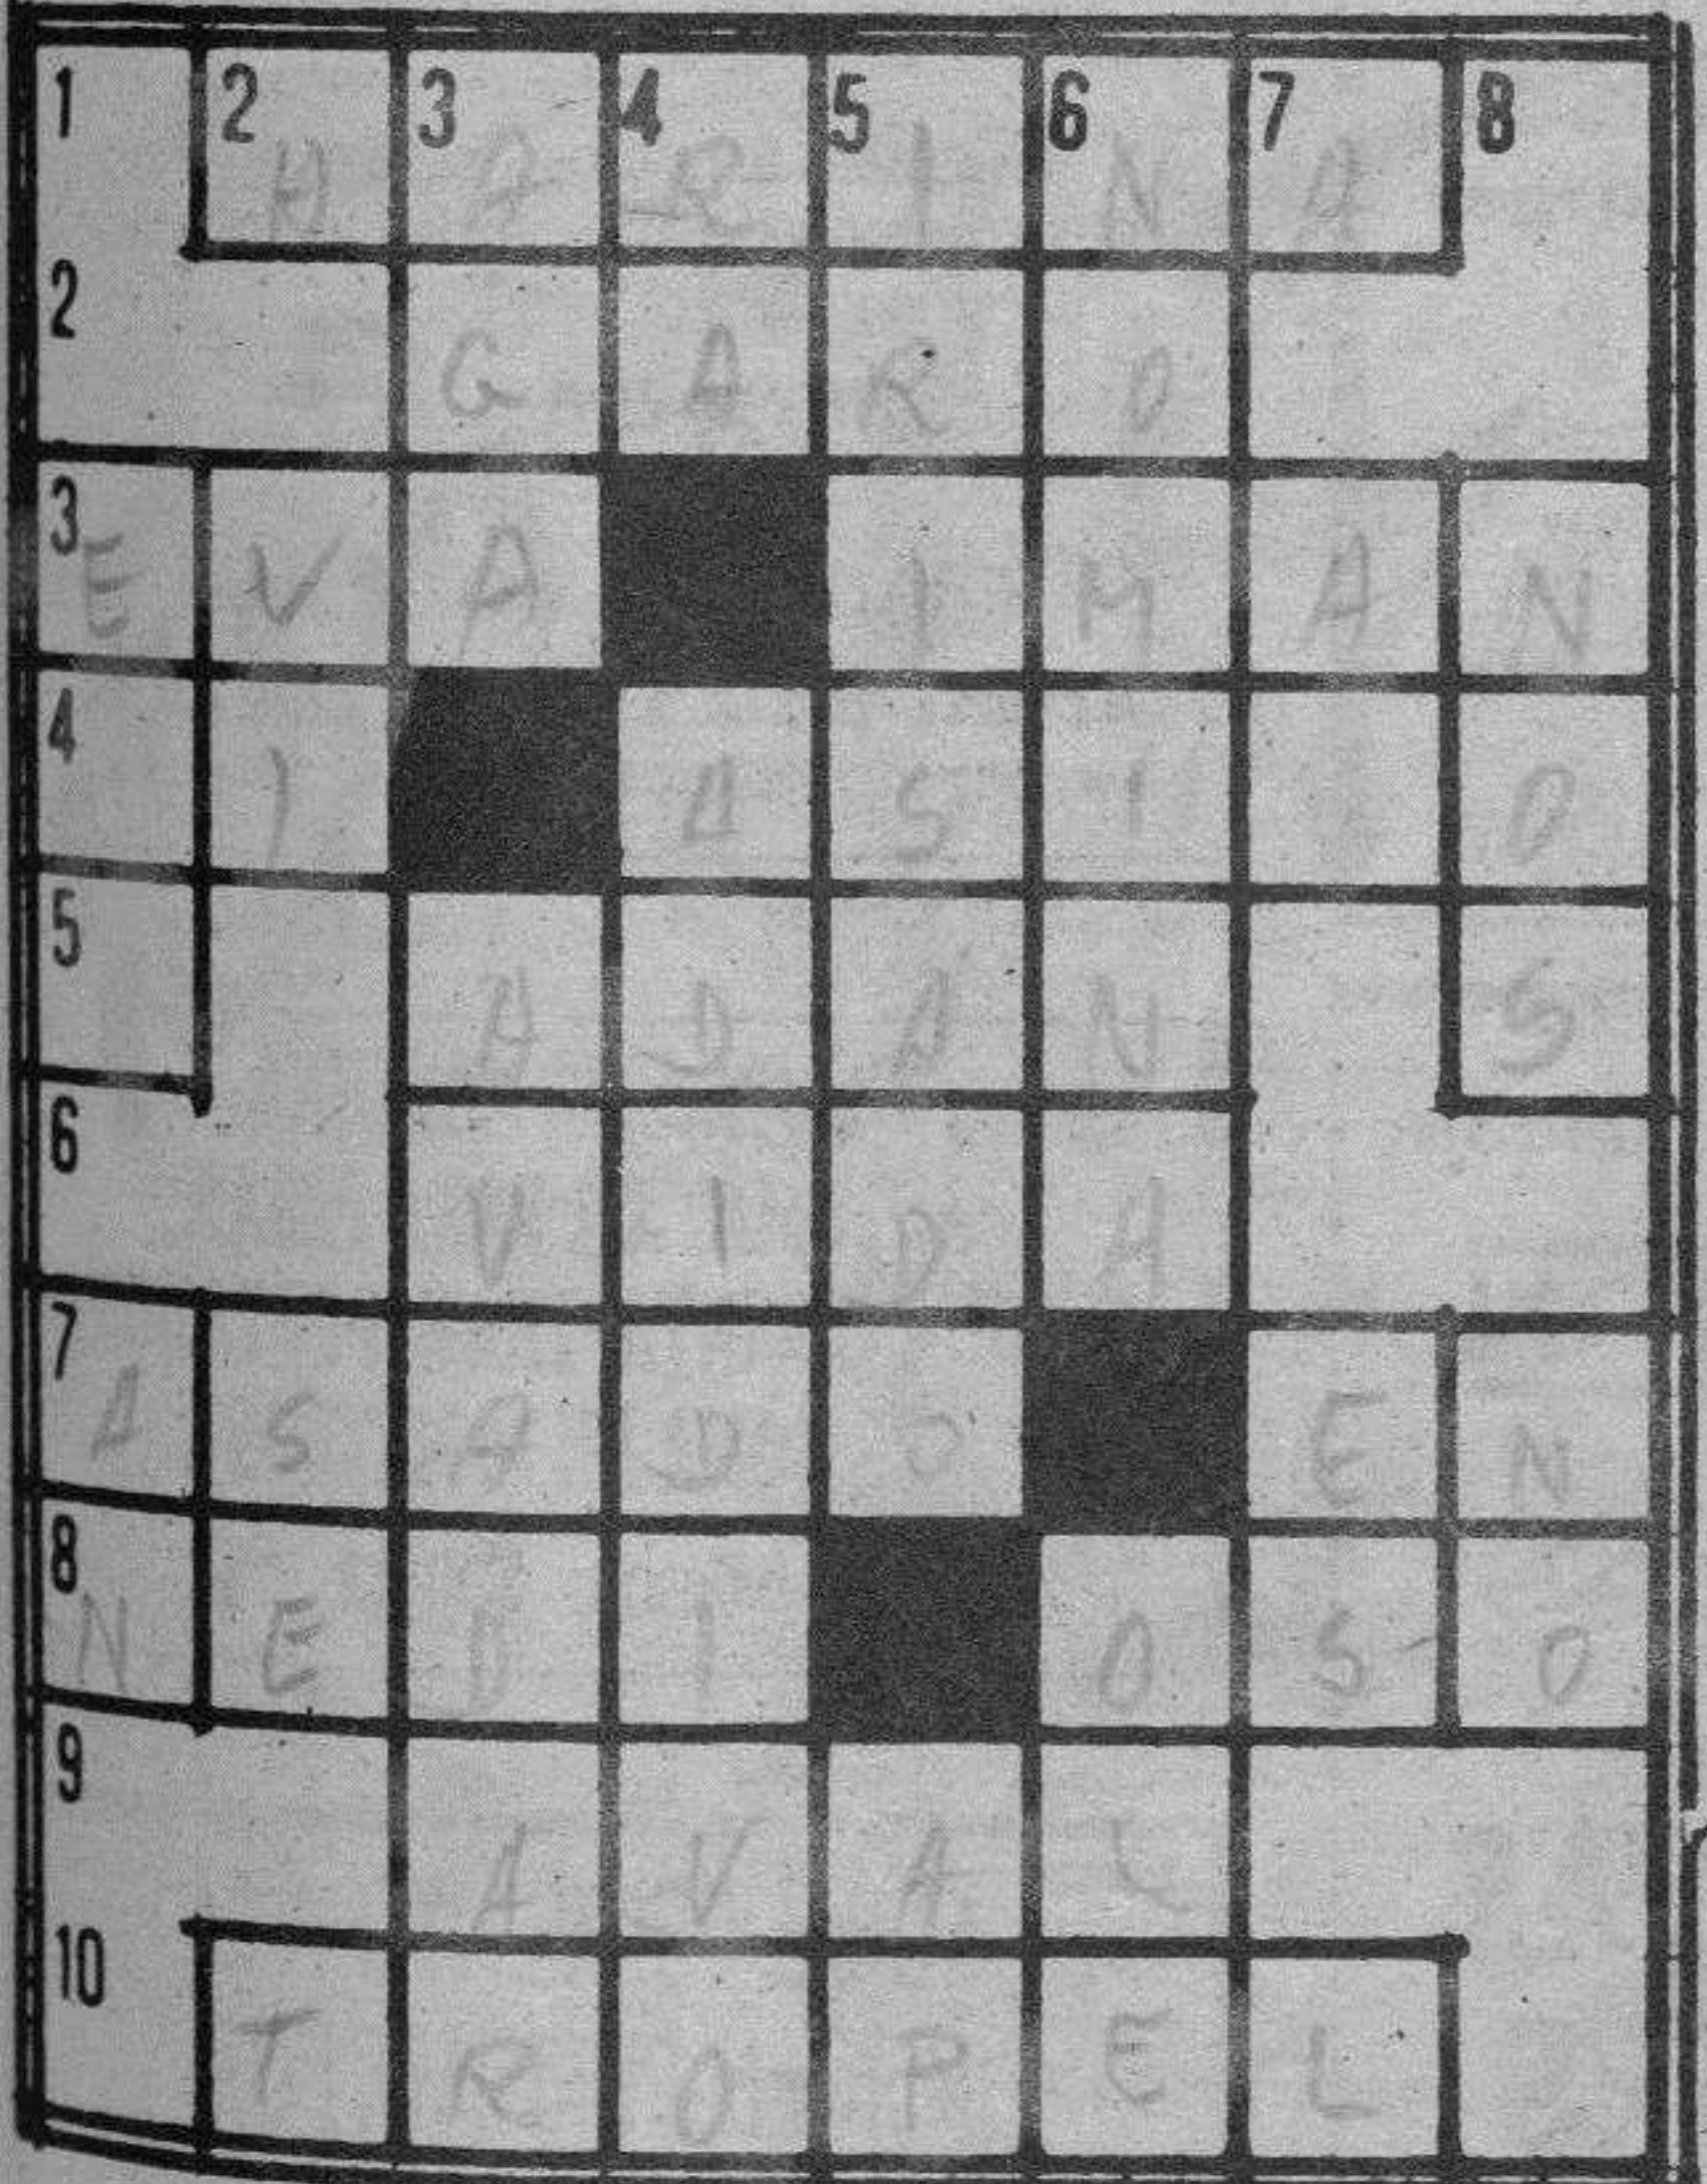 1 2 3 4 5 6 7 8
H A R I N A
2 G A R O
3 E V A I M A N
4 I A S I O
5 A D A N S
6 V I D A
7 A S A D O E N
8 N E D I O S O
9 A V A L
10 T R O P E L